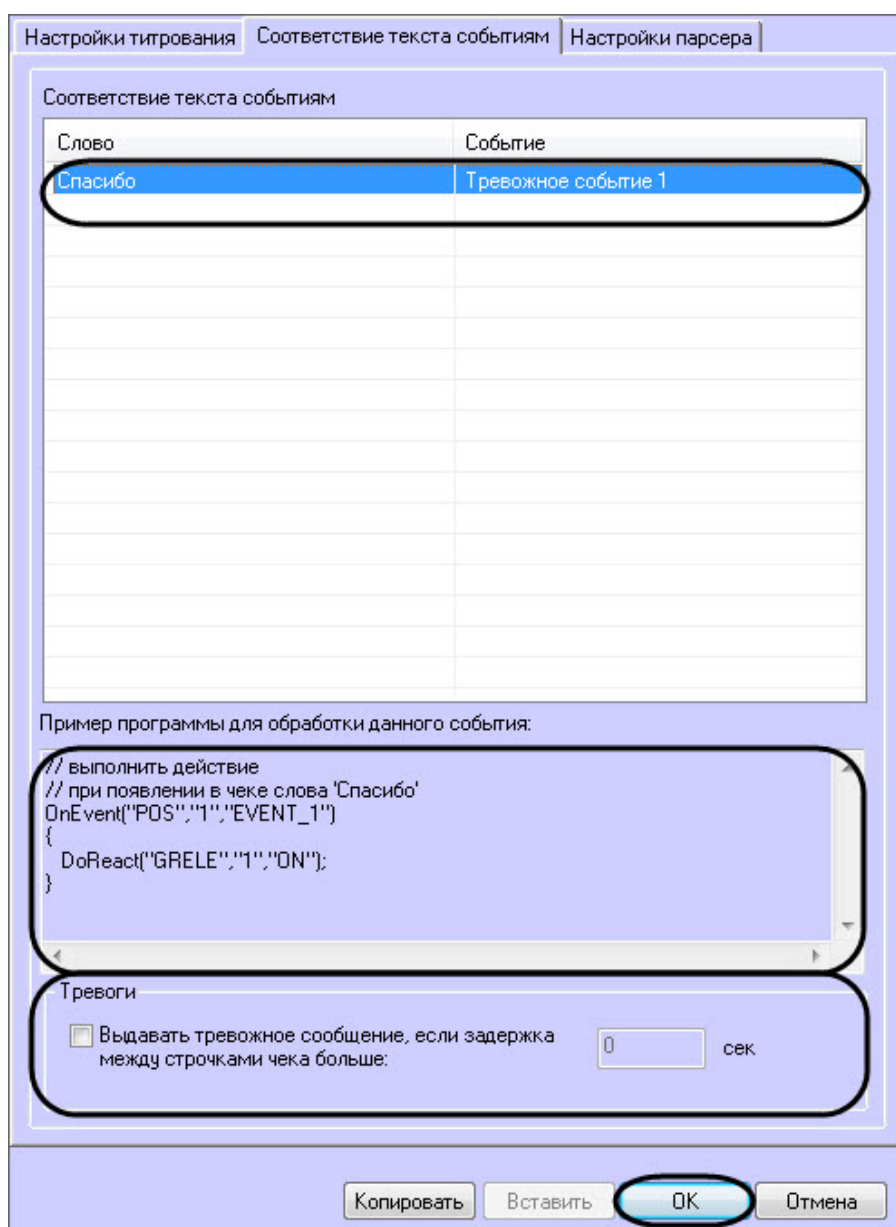 Настройки титрования Соответствие текста событиям Настройки парсера
Соответствие текста событиям
Слово Событие
Спасибо Тревожное событие 1
Пример программы для обработки данного события:
// выполнить действие
// при появлении в чеке слова 'Спасибо'
OnEvent("POS","1","EVENT_1")
{
DoReact("GRELE","1","ON");
}
Тревоги
Выдавать тревожное сообщение, если задержка
между строчками чека больше: 0 сек
Копировать Вставить OK Отмена